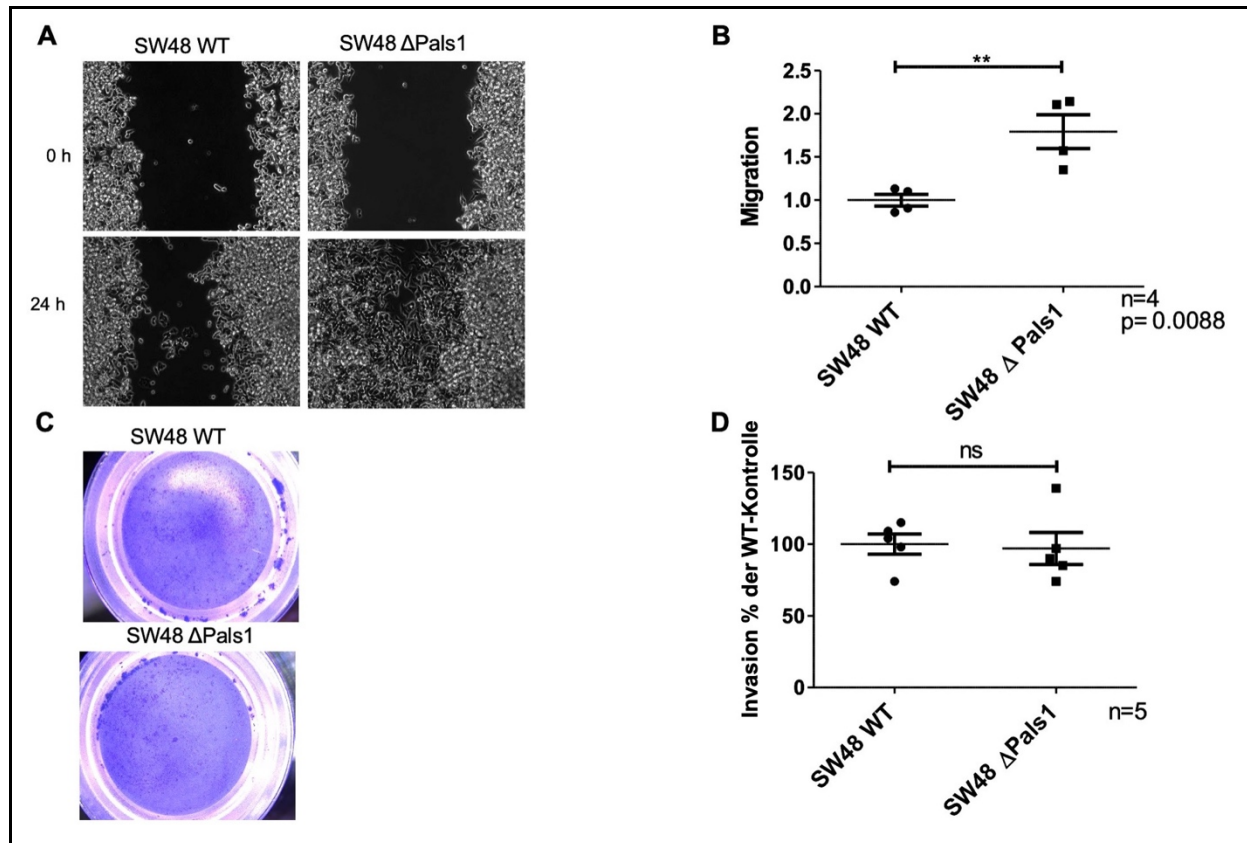 A
SW48 WT
SW48 ΔPals1
0 h
24 h
B
**
2.5
2.0
1.5
1.0
0.5
0.0
Migration
SW48 WT
SW48 Δ Pals1
n=4
p= 0.0088
C
SW48 WT
SW48 ΔPals1
D
ns
150
100
50
0
Invasion % der WT-Kontrolle
SW48 WT
SW48 ΔPals1
n=5